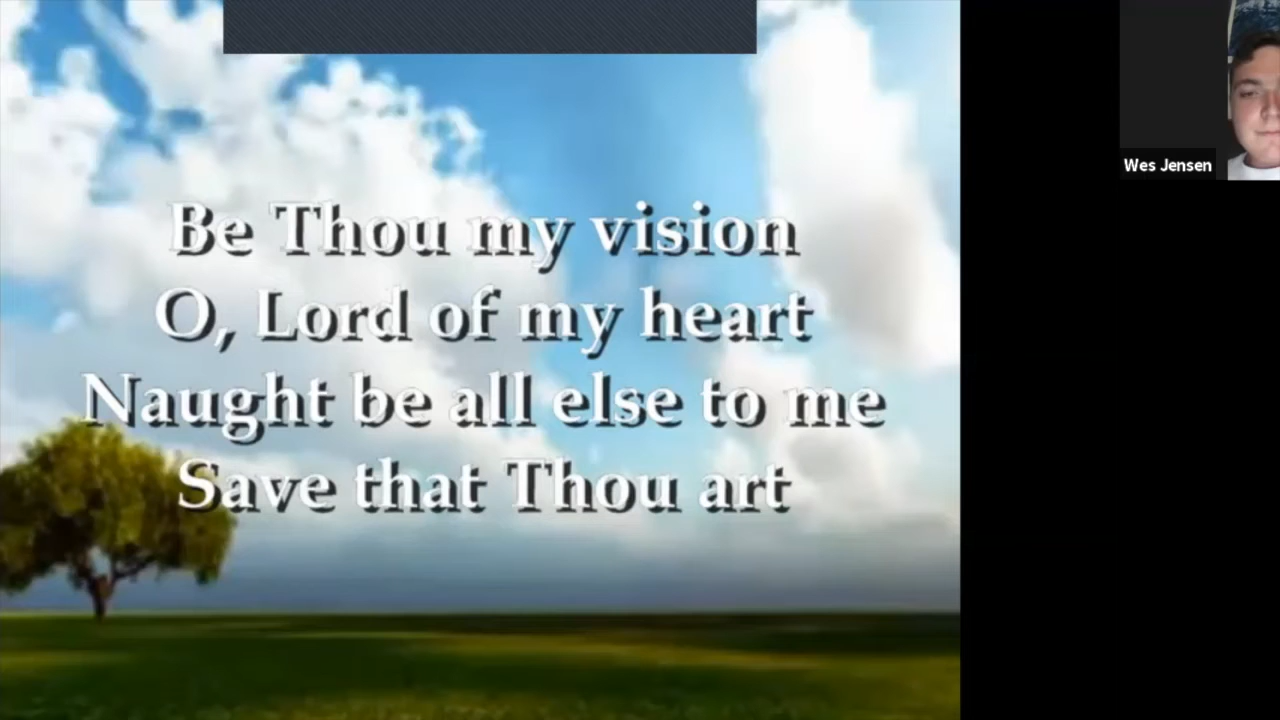 Be Thou my vision
O, Lord of my heart
Naught be all else to me
Save that Thou art
Wes Jensen